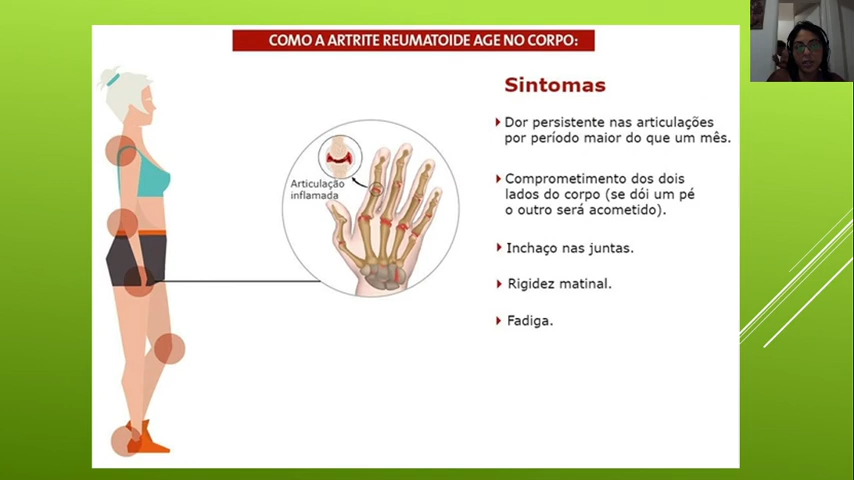 COMO A ARTRITE REUMATOIDE AGE NO CORPO:
Articulação
inflamada
Sintomas
Dor persistente nas articulações
por período maior do que um mês.
Comprometimento dos dois
lados do corpo (se dói um pé
o outro será acometido).
Inchaço nas juntas.
Rigidez matinal.
Fadiga.